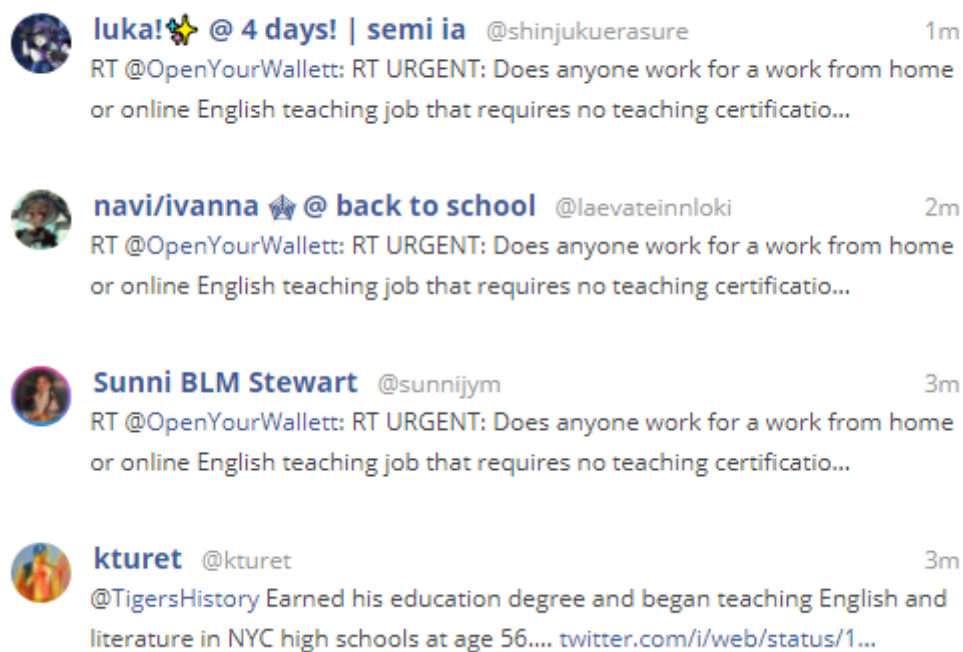 luka!✨ @ 4 days! | semi ia @shinjukuerasure 1m
RT @OpenYourWallett: RT URGENT: Does anyone work for a work from home
or online English teaching job that requires no teaching certificatio...
navi/ivanna @ back to school @laevateinnloki 2m
RT @OpenYourWallett: RT URGENT: Does anyone work for a work from home
or online English teaching job that requires no teaching certificatio...
Sunni BLM Stewart @sunnijym 3m
RT @OpenYourWallett: RT URGENT: Does anyone work for a work from home
or online English teaching job that requires no teaching certificatio...
kturet @kturet 3m
@TigersHistory Earned his education degree and began teaching English and
literature in NYC high schools at age 56.... twitter.com/i/web/status/1...